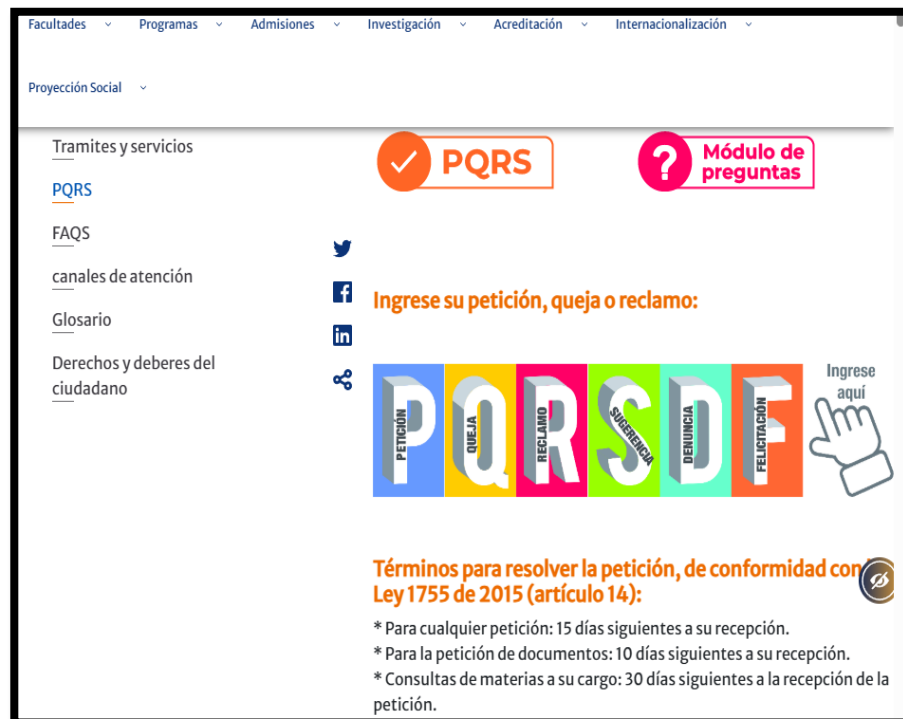 Facultades Programas Admisiones Investigación Acreditación Internacionalización
Proyección Social
Tramites y servicios
PQRS
FAQS
canales de atención
Glosario
Derechos y deberes del
ciudadano
PQRS
Módulo de
preguntas
Ingrese su petición, queja o reclamo:
PQRSDF
PETICIÓN
QUEJA
RECLAMO
SUGERENCIA
DENUNCIA
FELICITACIÓN
Ingrese
aquí
Términos para resolver la petición, de conformidad con
Ley 1755 de 2015 (artículo 14):
* Para cualquier petición: 15 días siguientes a su recepción.
* Para la petición de documentos: 10 días siguientes a su recepción.
* Consultas de materias a su cargo: 30 días siguientes a la recepción de la
petición.